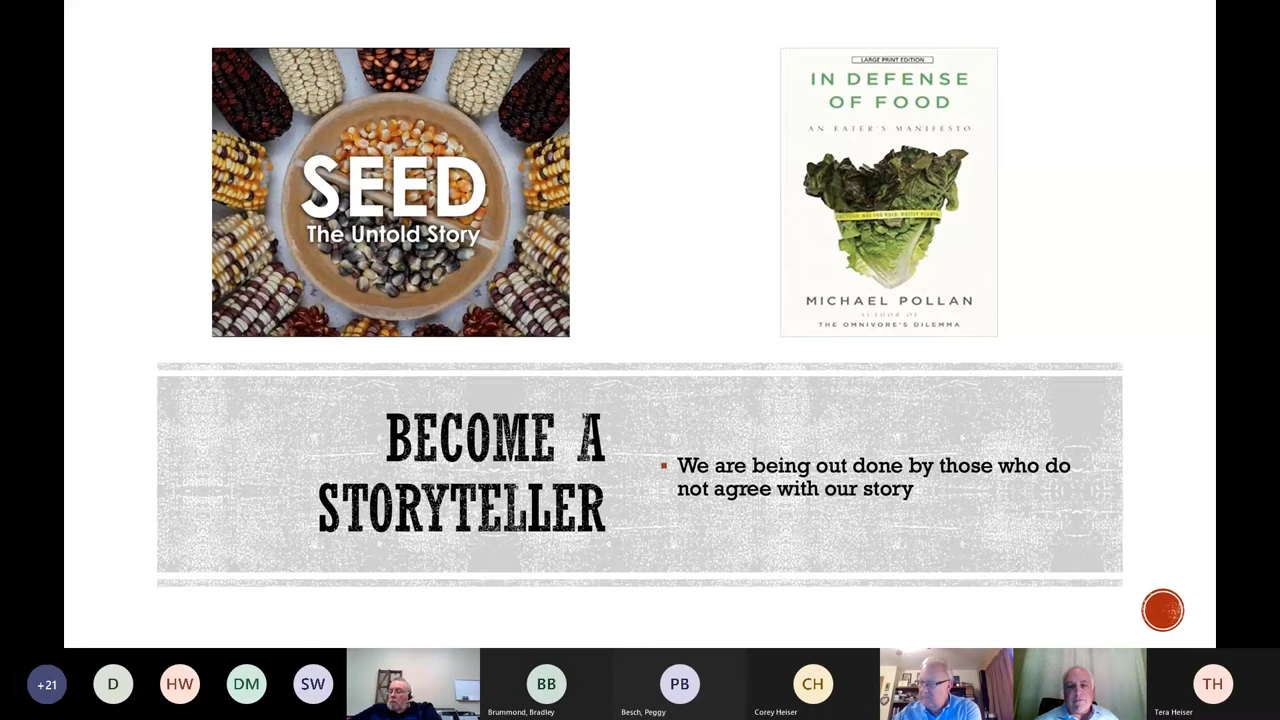 SEED
The Untold Story
LARGE PRINT EDITION
IN DEFENSE
OF FOOD
AN EATER'S MANIFESTO
MICHAEL POLLAN
AUTHOR OF
THE OMNIVORE'S DILEMMA
BECOME A
STORYTELLER
▪ We are being out done by those who do
not agree with our story
+21
D
HW
DM
SW
BB
Brummond, Bradley
PB
Besch, Peggy
CH
Corey Heiser
TH
Tera Heiser